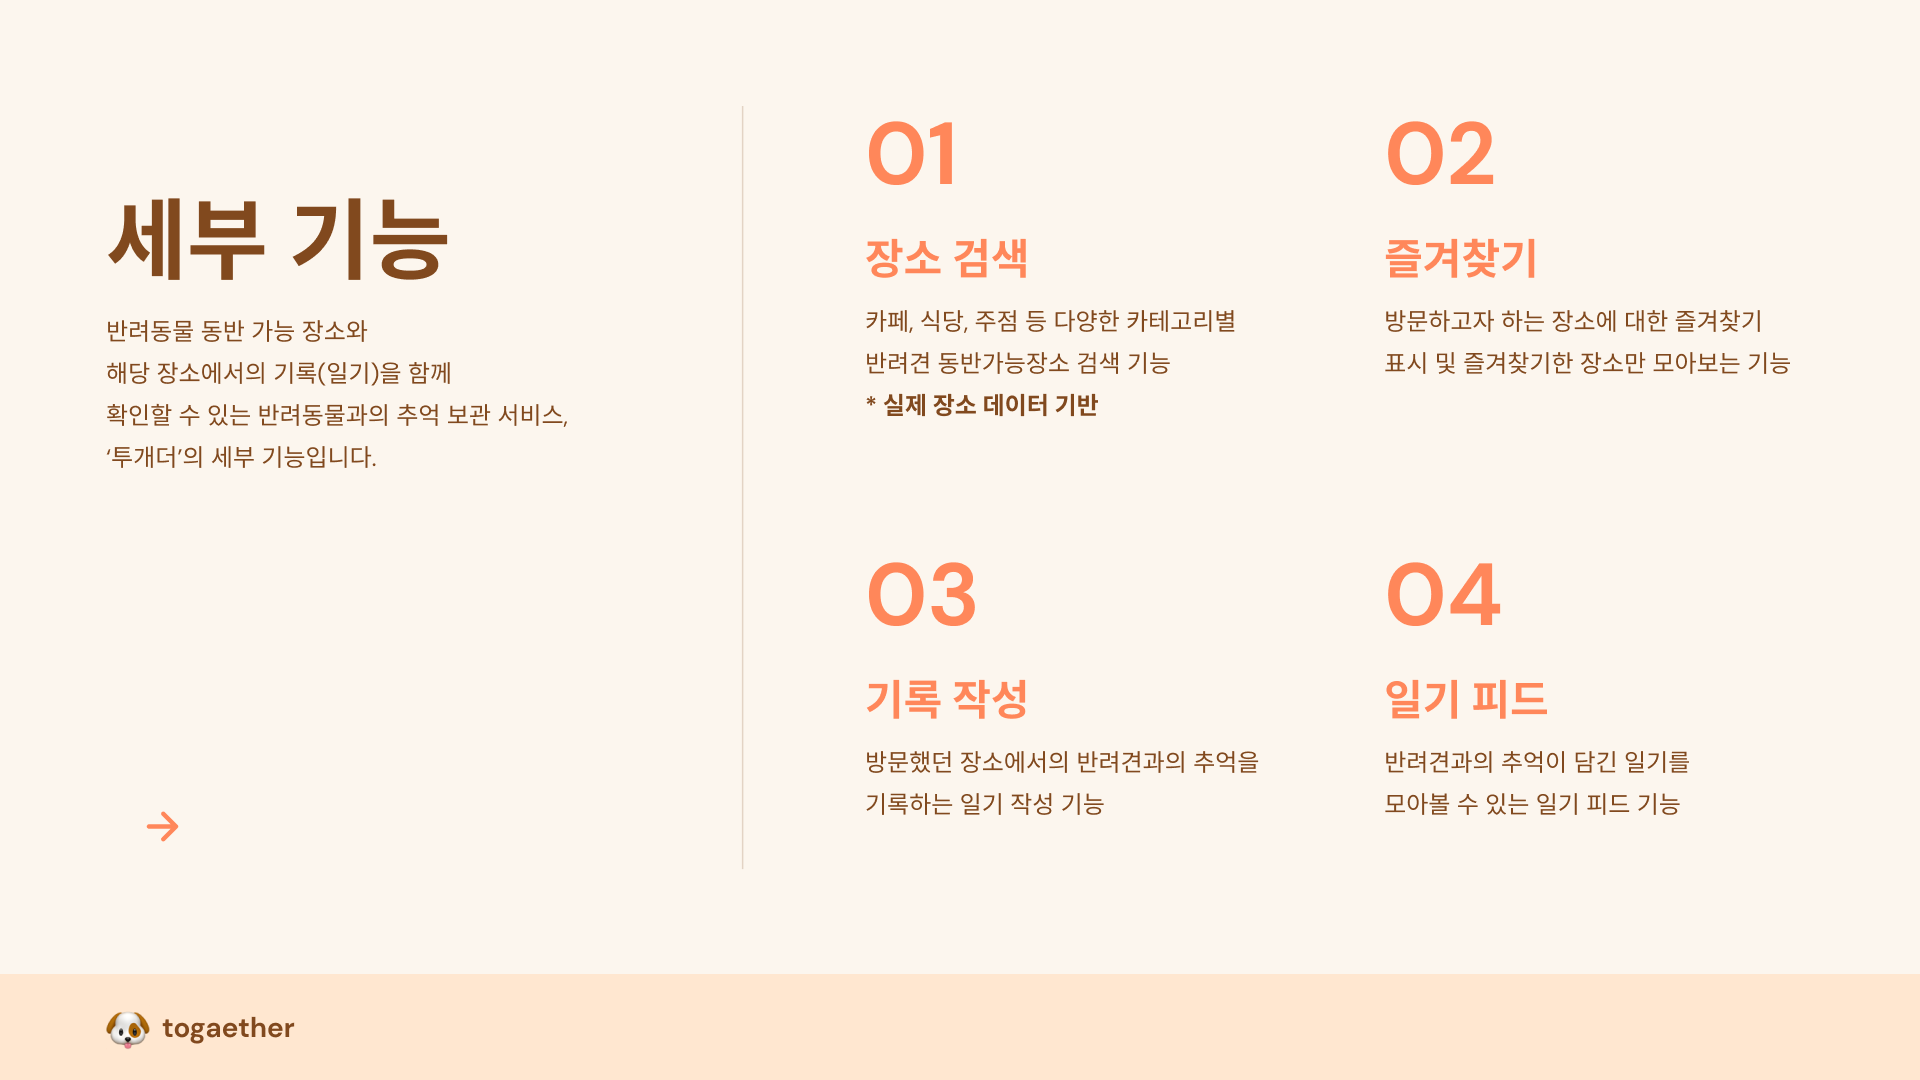 세부 기능
반려동물 동반 가능 장소와
해당 장소에서의 기록(일기)을 함께
확인할 수 있는 반려동물과의 추억 보관 서비스,
‘투개더’의 세부 기능입니다.
01
장소 검색
카페, 식당, 주점 등 다양한 카테고리별
반려견 동반가능장소 검색 기능
* 실제 장소 데이터 기반
02
즐겨찾기
방문하고자 하는 장소에 대한 즐겨찾기
표시 및 즐겨찾기한 장소만 모아보는 기능
03
기록 작성
방문했던 장소에서의 반려견과의 추억을
기록하는 일기 작성 기능
04
일기 피드
반려견과의 추억이 담긴 일기를
모아볼 수 있는 일기 피드 기능
togaether